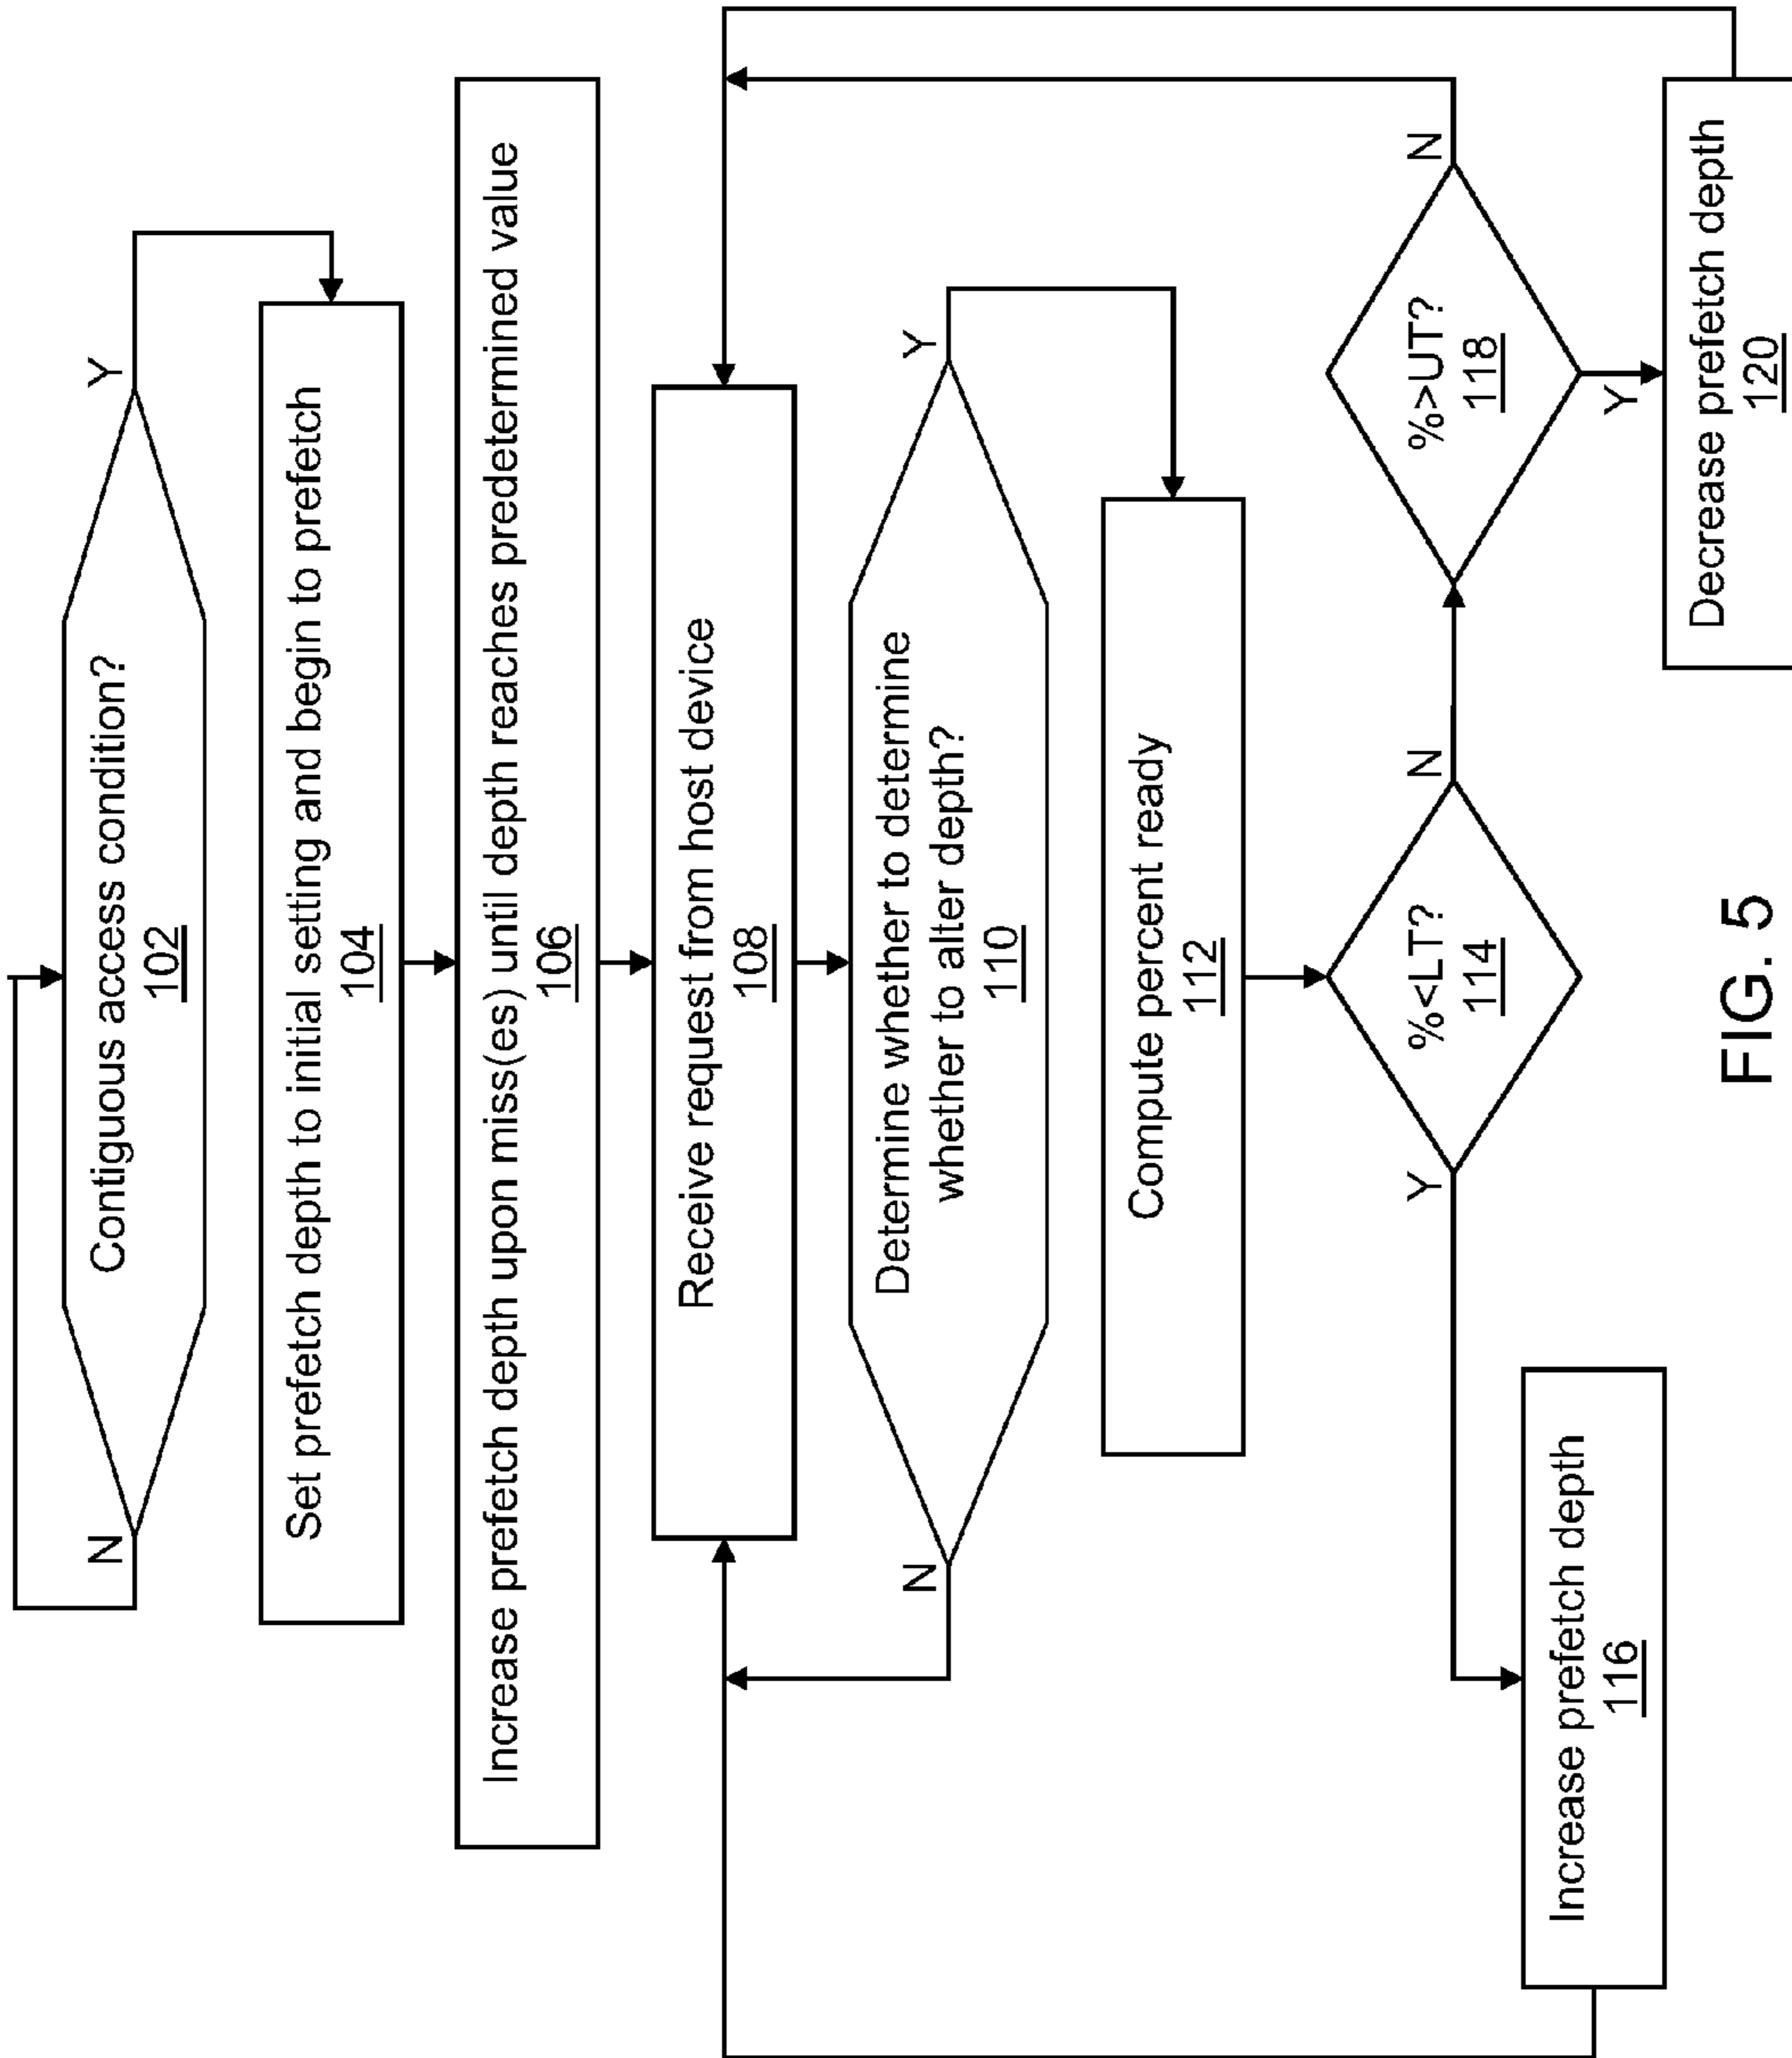 Contiguous access condition?
102
N
Y
Set prefetch depth to initial setting and begin to prefetch
104
Increase prefetch depth upon miss(es) until depth reaches predetermined value
106
Receive request from host device
108
Determine whether to determine
whether to alter depth?
110
N
Y
Compute percent ready
112
%<LT?
114
Y
N
%>UT?
118
N
Y
Increase prefetch depth
116
Decrease prefetch depth
120
FIG. 5